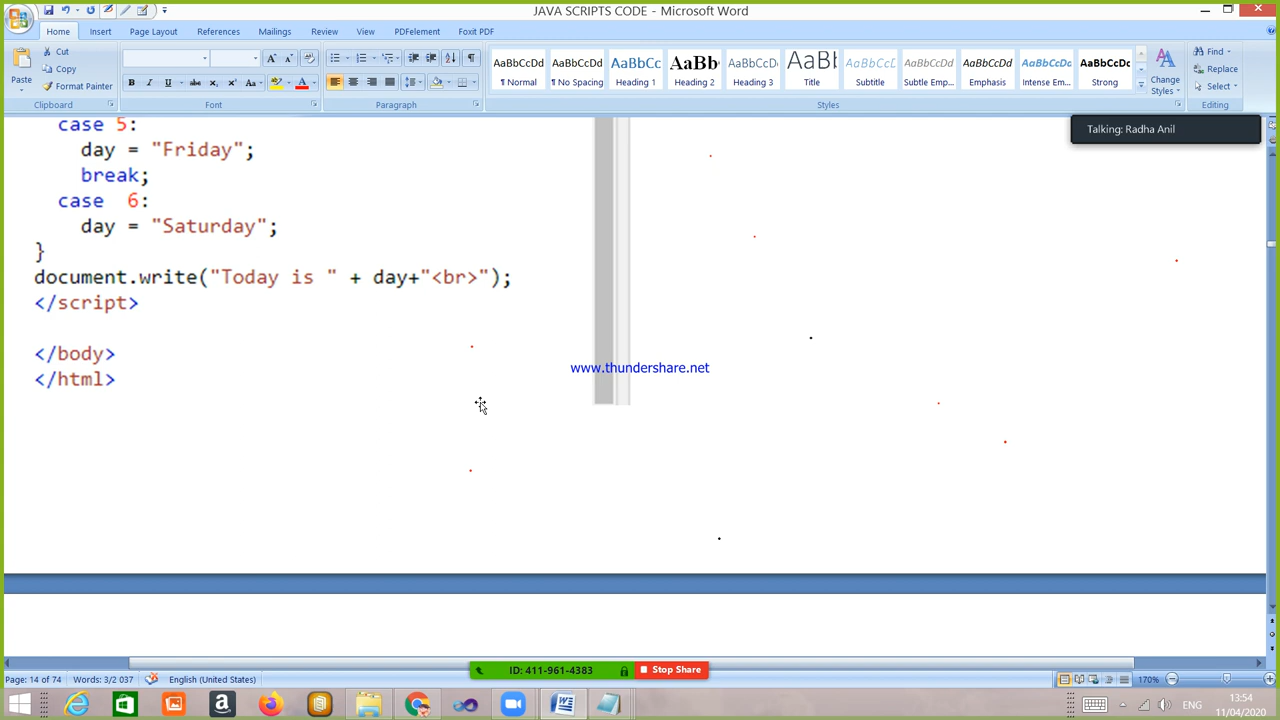 JAVA SCRIPTS CODE - Microsoft Word
Home Insert Page Layout References Mailings Review View PDFelement Foxit PDF
Paste
Cut
Copy
Format Painter
Clipboard
Font
Paragraph
AaBbCcDd AaBbCcDd AaBbCc AaBb AaBbCcDd AaBb AaBbCcL AaBbCcDd AaBbCcDd AaBbCcDd AaBbCcDc
¶ Normal ¶ No Spacing Heading 1 Heading 2 Heading 3 Title Subtitle Subtle Emp... Emphasis Intense Em... Strong
Styles
Change Styles
Find
Replace
Select
Editing
Talking: Radha Anil
case 5:
day = "Friday";
break;
case 6:
day = "Saturday";
}
document.write("Today is " + day+"<br>");
</script>
</body>
</html>
www.thundershare.net
ID: 411-961-4383
Stop Share
Page: 14 of 74 Words: 3/2 037 English (United States) 170%
ENG
13:54
11/04/2020